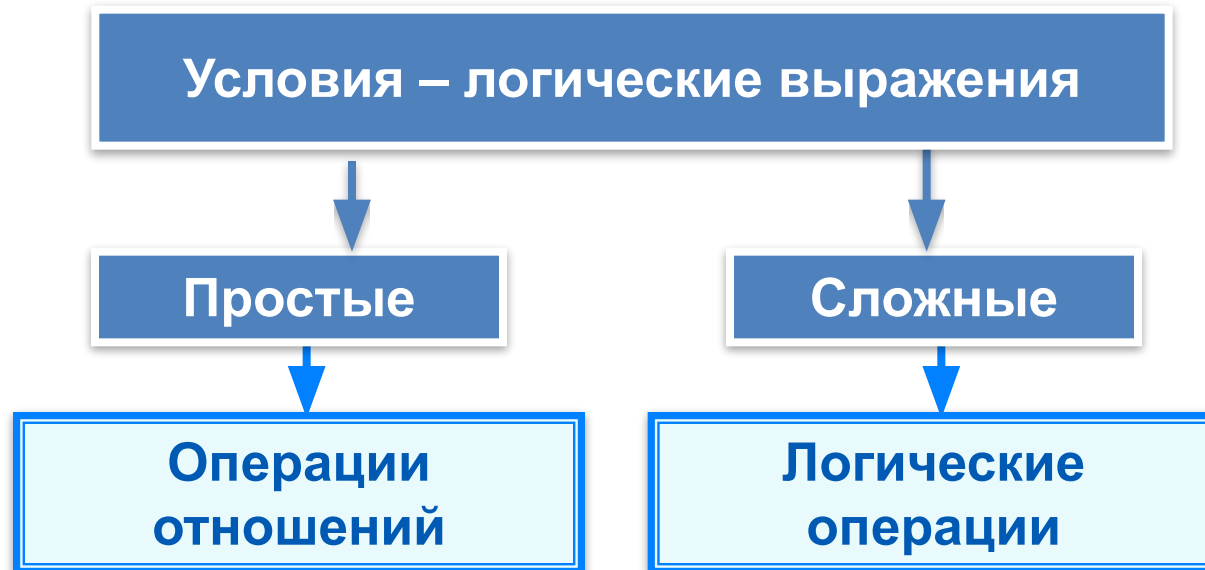 Условия – логические выражения
Простые
Сложные
Операции
отношений
Логические
операции